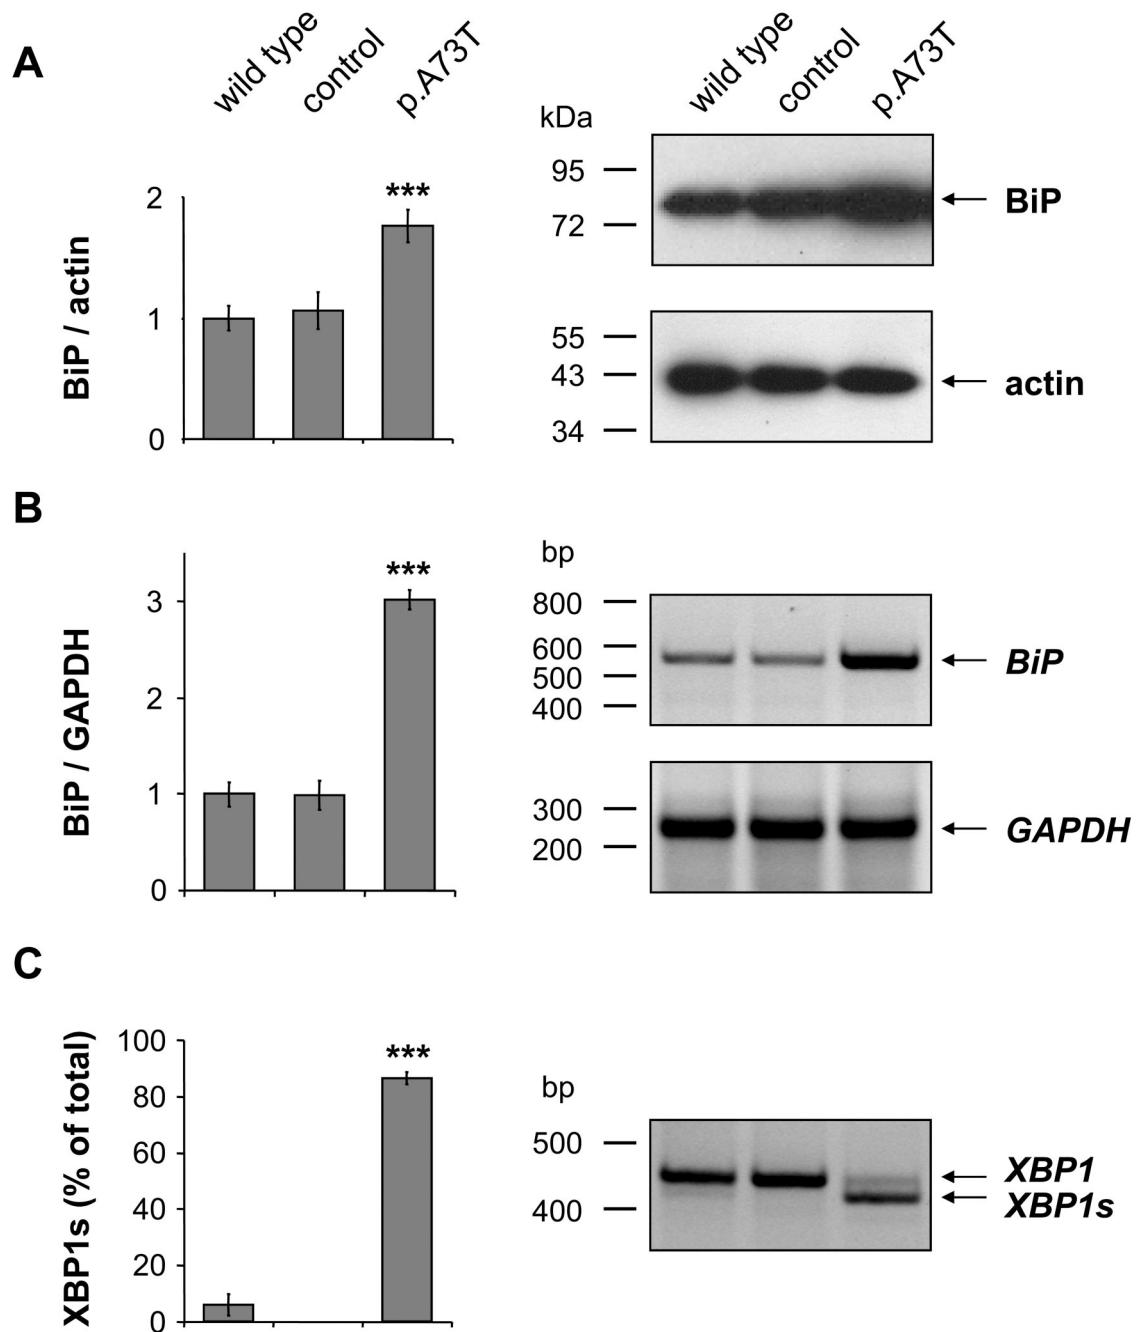 A
wild type
control
p.A73T
wild type
control
p.A73T
BiP / actin
2
1
0
***
kDa
95
72
BiP
55
43
34
actin
B
BiP / GAPDH
3
2
1
0
***
bp
800
600
500
400
BiP
300
200
GAPDH
C
XBP1s (% of total)
100
80
60
40
20
0
***
bp
500
400
XBP1
XBP1s